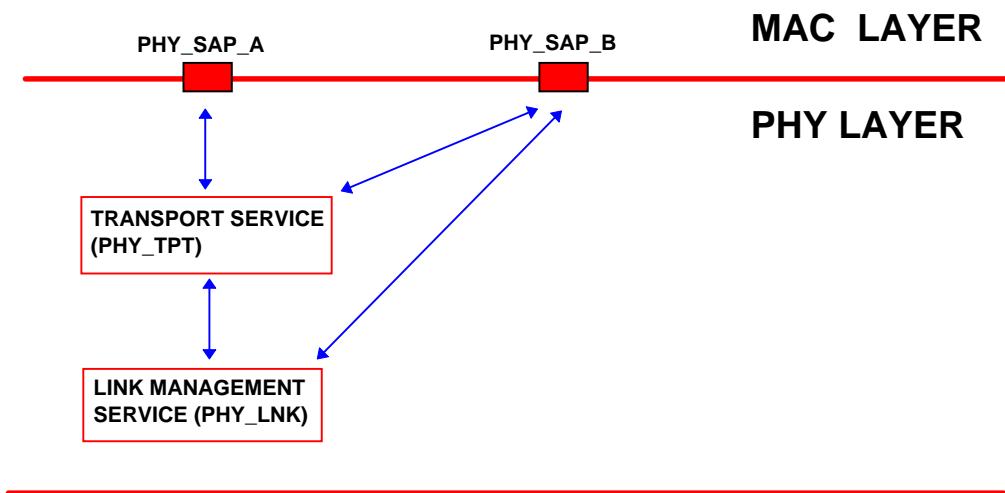 MAC LAYER
PHY_SAP_A
PHY_SAP_B
PHY LAYER
TRANSPORT SERVICE
(PHY_TPT)
LINK MANAGEMENT
SERVICE (PHY_LNK)